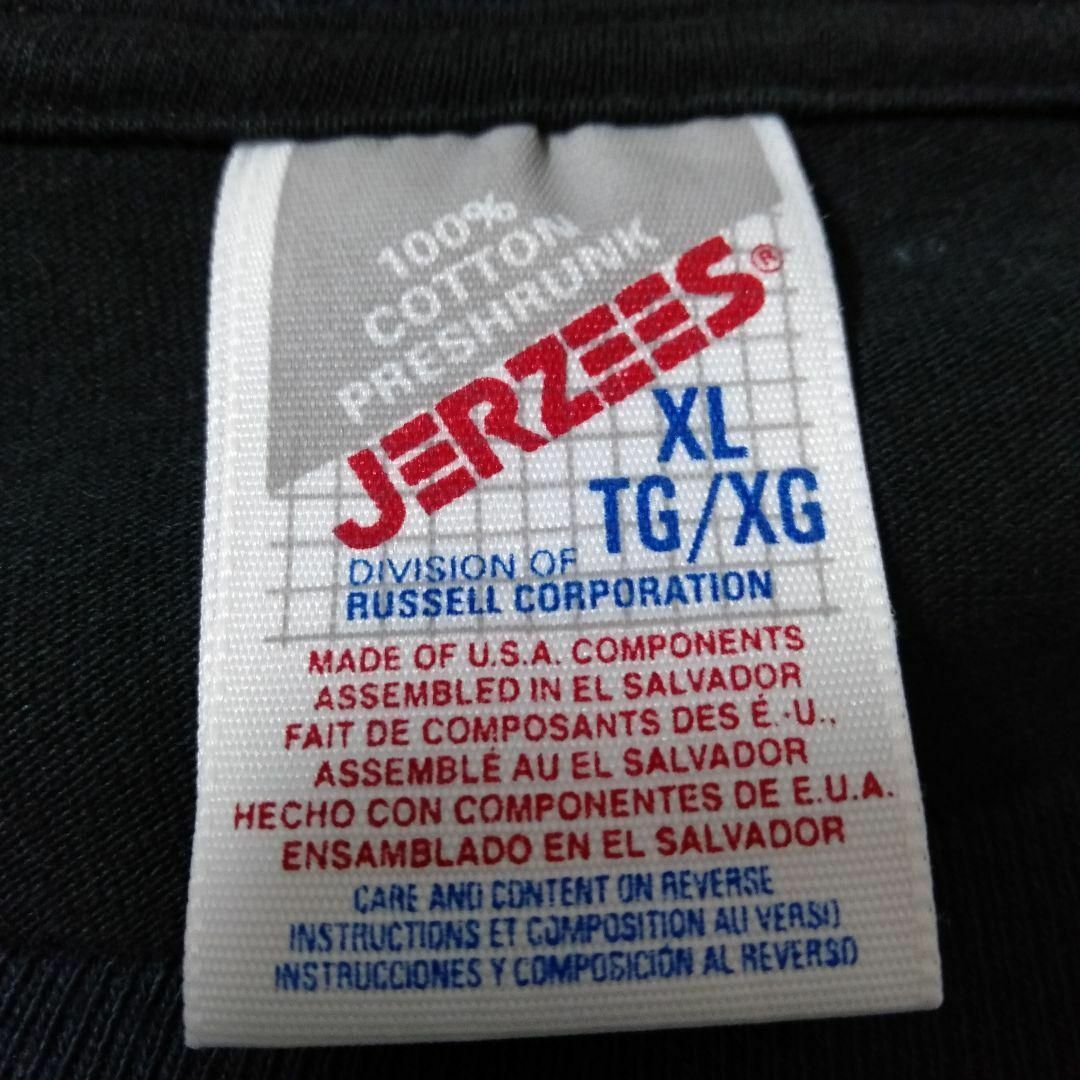 100%
COTTON
PRESHRUNK
JERZEES®
XL
TG/XG
DIVISION OF
RUSSELL CORPORATION
MADE OF U.S.A. COMPONENTS
ASSEMBLED IN EL SALVADOR
FAIT DE COMPOSANTS DES É.-U.,
ASSEMBLÉ AU EL SALVADOR
HECHO CON COMPONENTES DE E.U.A.
ENSAMBLADO EN EL SALVADOR
CARE AND CONTENT ON REVERSE
INSTRUCTIONS ET COMPOSITION AU VERSO
INSTRUCCIONES Y COMPOSICIÓN AL REVERSO